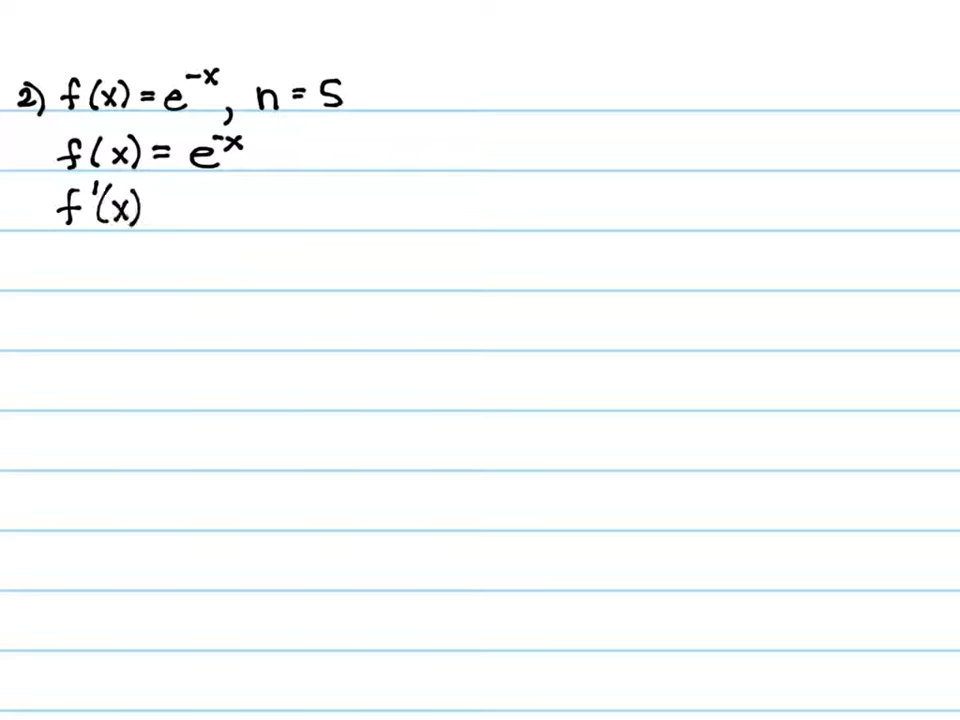 2) f(x) = e^{-x}, n = 5
f(x) = e^{-x}
f'(x)